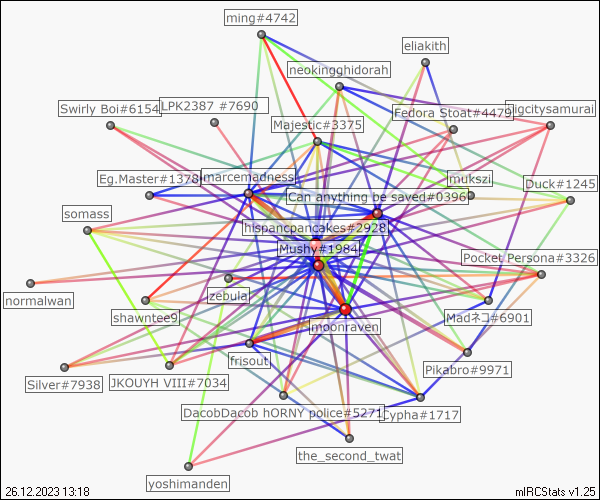 ming#4742
eliakith
neokingghidorah
Swirly Boi#6154
LPK2387 #7690
Fedora Stoat#4479
igcitysamurai
Majestic#3375
Eg.Master#1378
marcemadness
mukszi
Duck#1245
Can anything be saved#0396
somass
hispancpancakes#2928
Mushy#1984
Pocket Persona#3326
normalwan
zebula
shawntee9
moonraven
Madネコ#6901
frisout
Pikabro#9971
Silver#7938
JKOUYH VIII#7034
DacobDacob hORNY police#5271
Cypha#1717
the_second_twat
yoshimanden
26.12.2023 13:18
mIRCStats v1.25